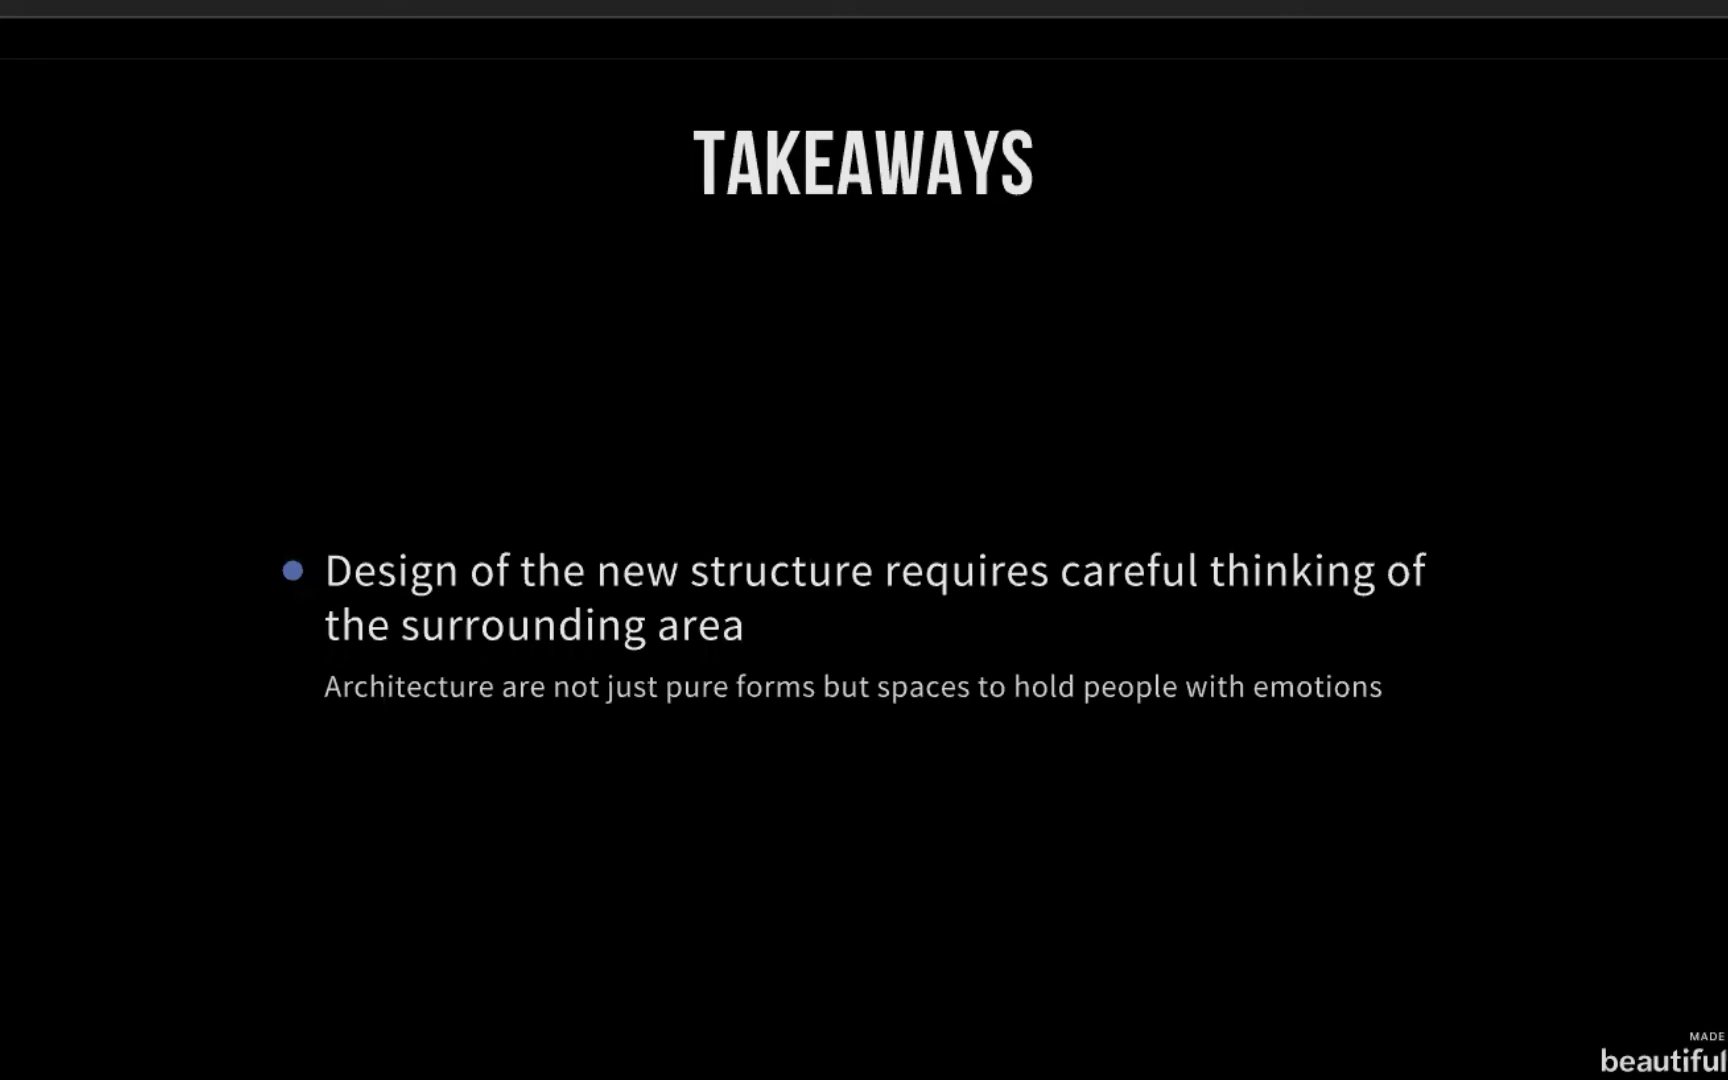 TAKEAWAYS
Design of the new structure requires careful thinking of
the surrounding area
Architecture are not just pure forms but spaces to hold people with emotions
MADE
beautiful